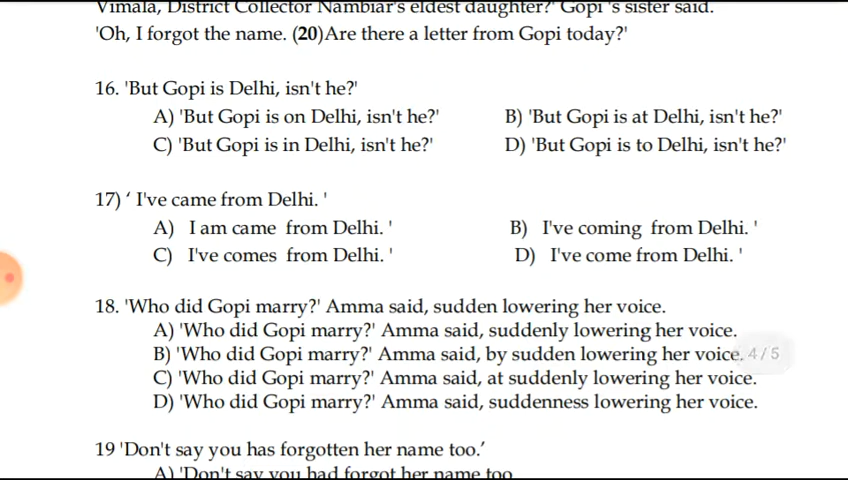 Vimala, District Collector Nambiar's eldest daughter?' Gopi 's sister said.
'Oh, I forgot the name. (20)Are there a letter from Gopi today?'
16. 'But Gopi is Delhi, isn't he?'
A) 'But Gopi is on Delhi, isn't he?' B) 'But Gopi is at Delhi, isn't he?'
C) 'But Gopi is in Delhi, isn't he?' D) 'But Gopi is to Delhi, isn't he?'
17) ‘ I've came from Delhi. '
A) I am came from Delhi. ' B) I've coming from Delhi. '
C) I've comes from Delhi. ' D) I've come from Delhi. '
18. 'Who did Gopi marry?' Amma said, sudden lowering her voice.
A) 'Who did Gopi marry?' Amma said, suddenly lowering her voice.
B) 'Who did Gopi marry?' Amma said, by sudden lowering her voice. 4/5
C) 'Who did Gopi marry?' Amma said, at suddenly lowering her voice.
D) 'Who did Gopi marry?' Amma said, suddenness lowering her voice.
19 'Don't say you has forgotten her name too.’
A) 'Don't say you had forgot her name too